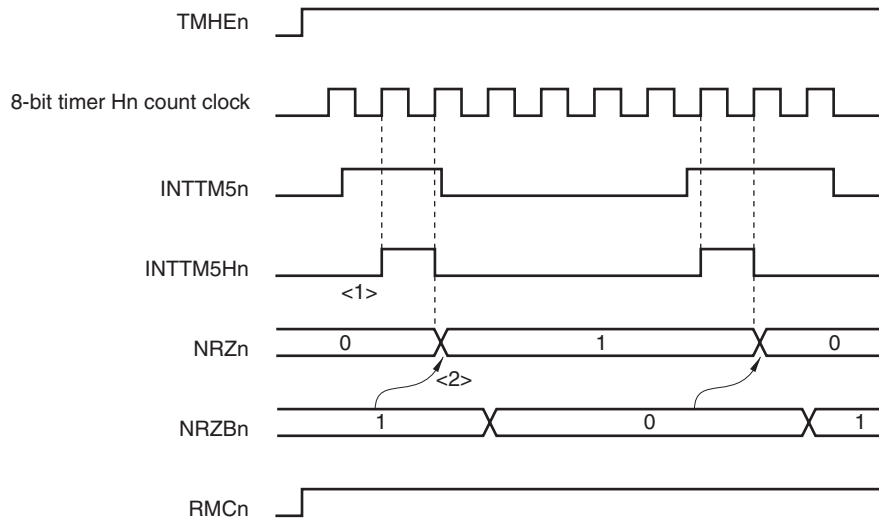 TMHEn
8-bit timer Hn count clock
INTTM5n
INTTM5Hn
<1>
NRZn 0 1 0
<2>
NRZBn 1 0 1
RMCn